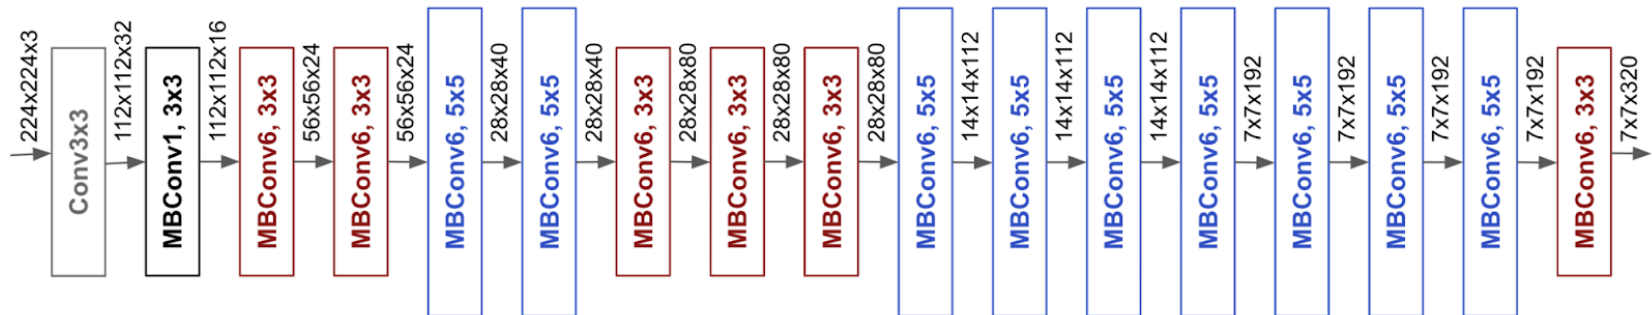 224x224x3
Conv3x3
112x112x32
MBConv1, 3x3
112x112x16
MBConv6, 3x3
56x56x24
MBConv6, 3x3
56x56x24
MBConv6, 5x5
28x28x40
MBConv6, 5x5
28x28x40
MBConv6, 3x3
28x28x80
MBConv6, 3x3
28x28x80
MBConv6, 3x3
28x28x80
MBConv6, 5x5
14x14x112
MBConv6, 5x5
14x14x112
MBConv6, 5x5
14x14x112
MBConv6, 5x5
7x7x192
MBConv6, 5x5
7x7x192
MBConv6, 5x5
7x7x192
MBConv6, 5x5
7x7x192
MBConv6, 3x3
7x7x320